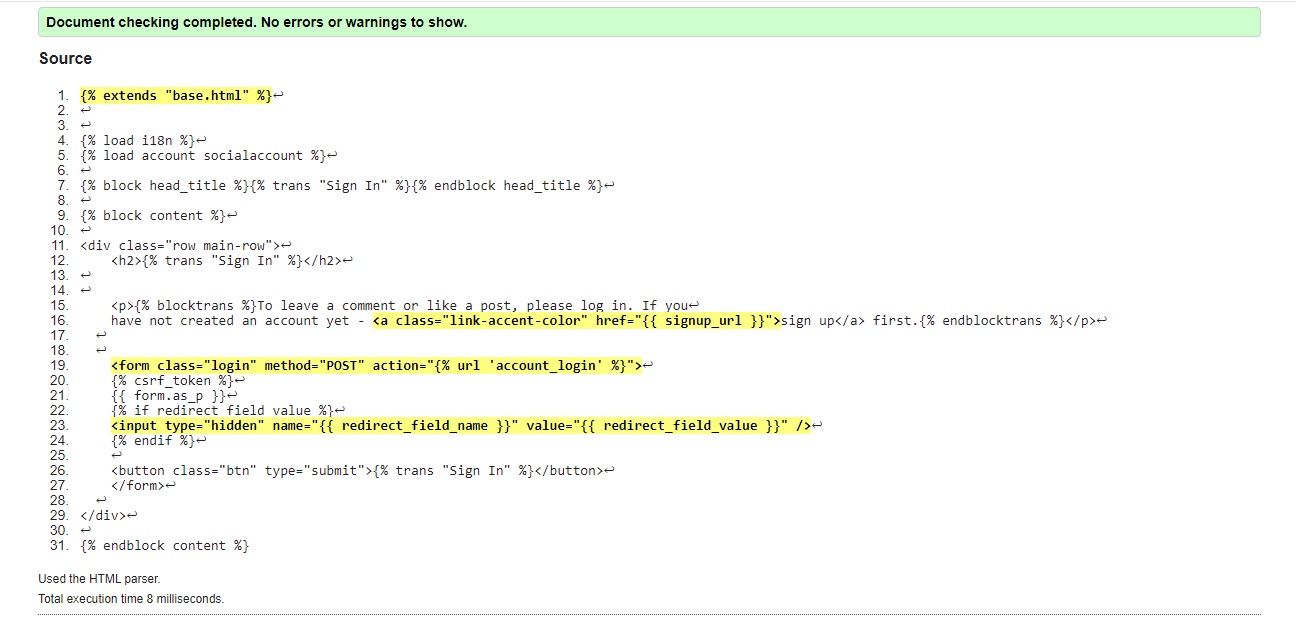 Document checking completed. No errors or warnings to show.
Source
1. {% extends "base.html" %}↩
2. ↩
3. ↩
4. {% load i18n %}↩
5. {% load account socialaccount %}↩
6. ↩
7. {% block head_title %}{% trans "Sign In" %}{% endblock head_title %}↩
8. ↩
9. {% block content %}↩
10. ↩
11. <div class="row main-row">↩
12.     <h2>{% trans "Sign In" %}</h2>↩
13. ↩
14. ↩
15.     <p>{% blocktrans %}To leave a comment or like a post, please log in. If you↩
16.     have not created an account yet - <a class="link-accent-color" href="{{ signup_url }}">sign up</a> first.{% endblocktrans %}</p>↩
17.   ↩
18.   ↩
19.     <form class="login" method="POST" action="{% url 'account_login' %}">↩
20.     {% csrf_token %}↩
21.     {{ form.as_p }}↩
22.     {% if redirect_field_value %}↩
23.     <input type="hidden" name="{{ redirect_field_name }}" value="{{ redirect_field_value }}" />↩
24.     {% endif %}↩
25.     ↩
26.     <button class="btn" type="submit">{% trans "Sign In" %}</button>↩
27.     </form>↩
28.   ↩
29. </div>↩
30. ↩
31. {% endblock content %}
Used the HTML parser.
Total execution time 8 milliseconds.